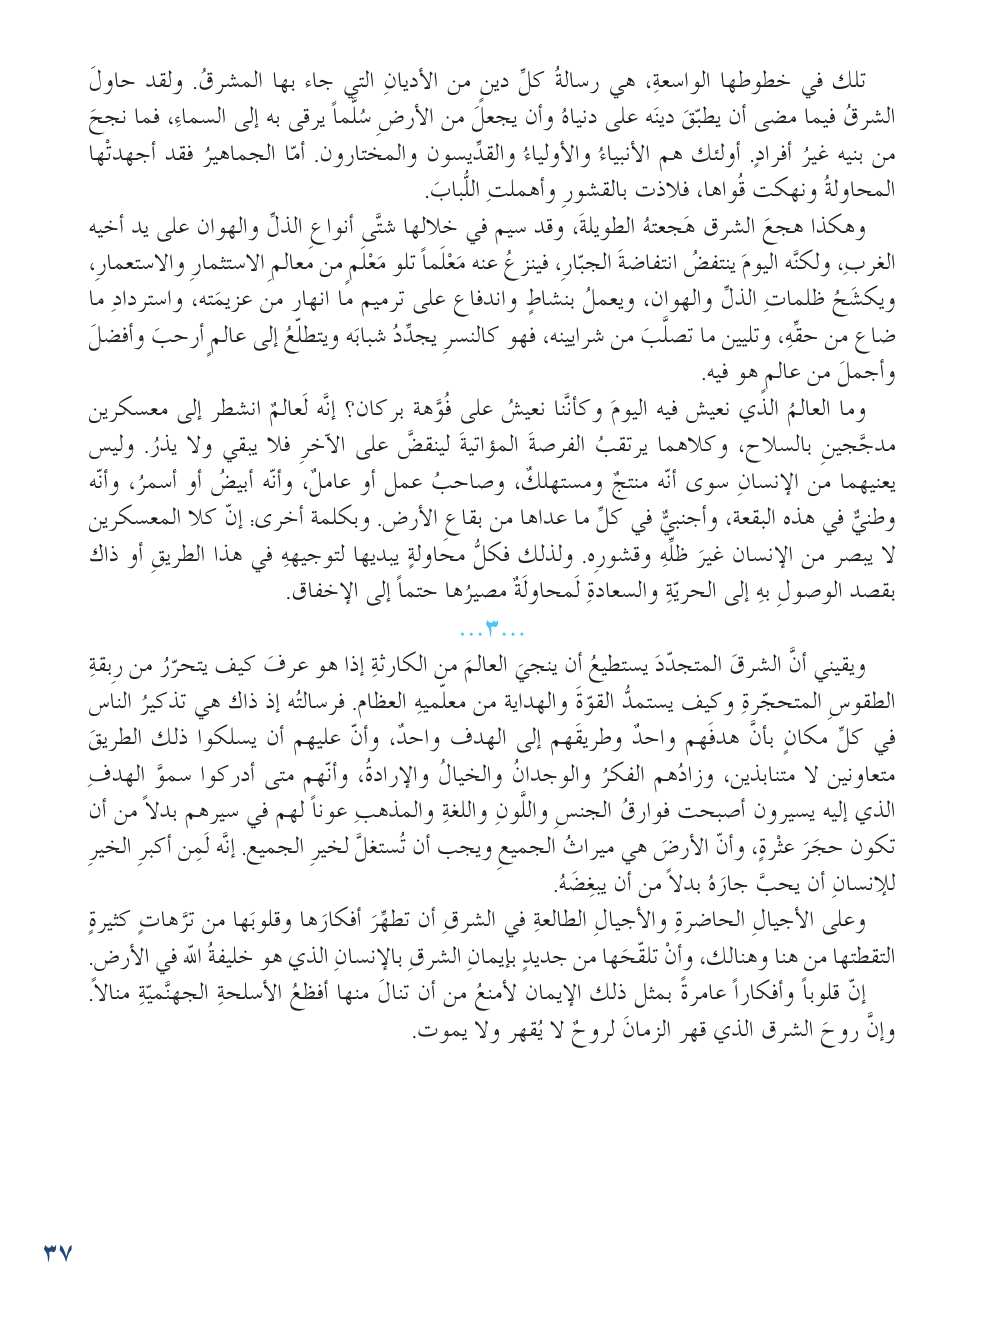 تلك في خطوطها الواسعةِ، هي رسالةُ كلِّ دينٍ من الأديانِ التي جاء بها المشرقُ. ولقد حاولَ
الشرقُ فيما مضى أن يطبّقَ دينَه على دنياهُ وأن يجعلَ من الأرضِ سُلَّماً يرقى به إلى السماءِ، فما نجحَ
من بنيه غيرُ أفرادٍ. أولئك هم الأنبياءُ والأولياءُ والقدِّيسون والمختارون. أمّا الجماهيرُ فقد أجهدتْها
المحاولةُ ونهكت قُواها، فلاذت بالقشورِ وأهملتِ اللُّبابَ.
وهكذا هجعَ الشرق هَجعتهُ الطويلةَ، وقد سيم في خلالها شتَّى أنواعِ الذلِّ والهوان على يد أخيه
الغربِ، ولكنَّه اليومَ ينتفضُ انتفاضةَ الجبّارِ، فينزعُ عنه مَعْلَماً تلو مَعْلَمٍ من معالمِ الاستثمارِ والاستعمارِ،
ويكشَحُ ظلماتِ الذلِّ والهوان، ويعملُ بنشاطٍ واندفاع على ترميم ما انهار من عزيمَته، واستردادِ ما
ضاع من حقِّهِ، وتليين ما تصلَّبَ من شرايينه، فهو كالنسرِ يجدِّدُ شبابَه ويتطلّعُ إلى عالمٍ أرحبَ وأفضلَ
وأجملَ من عالمٍ هو فيه.
وما العالمُ الذي نعيش فيه اليومَ وكأنَّنا نعيشُ على فُوَّهة بركان؟ إنَّه لَعالمٌ انشطر إلى معسكرين
مدجَّجينِ بالسلاح، وكلاهما يرتقبُ الفرصةَ المؤاتيةَ لينقضَّ على الآخرِ فلا يبقي ولا يذرُ. وليس
يعنيهما من الإنسانِ سوى أنّه منتجٌ ومستهلكٌ، وصاحبُ عمل أو عاملٌ، وأنّه أبيضُ أو أسمرُ، وأنّه
وطنيٌّ في هذه البقعة، وأجنبيٌّ في كلِّ ما عداها من بقاعِ الأرض. وبكلمة أخرى: إنّ كلا المعسكرين
لا يبصر من الإنسان غيرَ ظلِّهِ وقشورِه. ولذلك فكلُّ محاولةٍ يبديها لتوجيههِ في هذا الطريقِ أو ذاك
بقصد الوصولِ بهِ إلى الحريّةِ والسعادةِ لَمحاولَةٌ مصيرُها حتماً إلى الإخفاق.
...٣...
ويقيني أنَّ الشرقَ المتجدّدَ يستطيعُ أن ينجيَ العالمَ من الكارثةِ إذا هو عرفَ كيف يتحرّرُ من رِبقةِ
الطقوسِ المتحجّرةِ وكيف يستمدُّ القوّةَ والهداية من معلّميهِ العظام. فرسالتُه إذ ذاك هي تذكيرُ الناس
في كلِّ مكانٍ بأنَّ هدفَهم واحدٌ وطريقَهم إلى الهدف واحدٌ، وأنّ عليهم أن يسلكوا ذلك الطريقَ
متعاونين لا متنابذين، وزادُهم الفكرُ والوجدانُ والخيالُ والإرادةُ، وأنّهم متى أدركوا سموَّ الهدفِ
الذي إليه يسيرون أصبحت فوارقُ الجنسِ واللَّونِ واللغةِ والمذهبِ عوناً لهم في سيرهم بدلاً من أن
تكون حجَرَ عثْرةٍ، وأنّ الأرضَ هي ميراثُ الجميعِ ويجب أن تُستغلَّ لخيرِ الجميع. إنَّه لَمِن أكبرِ الخيرِ
للإنسانِ أن يحبَّ جارَهُ بدلاً من أن يبغِضَهُ.
وعلى الأجيالِ الحاضرةِ والأجيالِ الطالعةِ في الشرقِ أن تطهِّرَ أفكارَها وقلوبَها من ترَّهاتٍ كثيرةٍ
التقطتها من هنا وهنالك، وأنْ تلقّحَها من جديدٍ بإيمانِ الشرقِ بالإنسانِ الذي هو خليفةُ الله في الأرض.
إنّ قلوباً وأفكاراً عامرةً بمثل ذلك الإيمان لأمنعُ من أن تنالَ منها أفظعُ الأسلحةِ الجهنَّميّةِ منالاً.
وإنَّ روحَ الشرق الذي قهر الزمانَ لروحٌ لا يُقهر ولا يموت.
٣٧